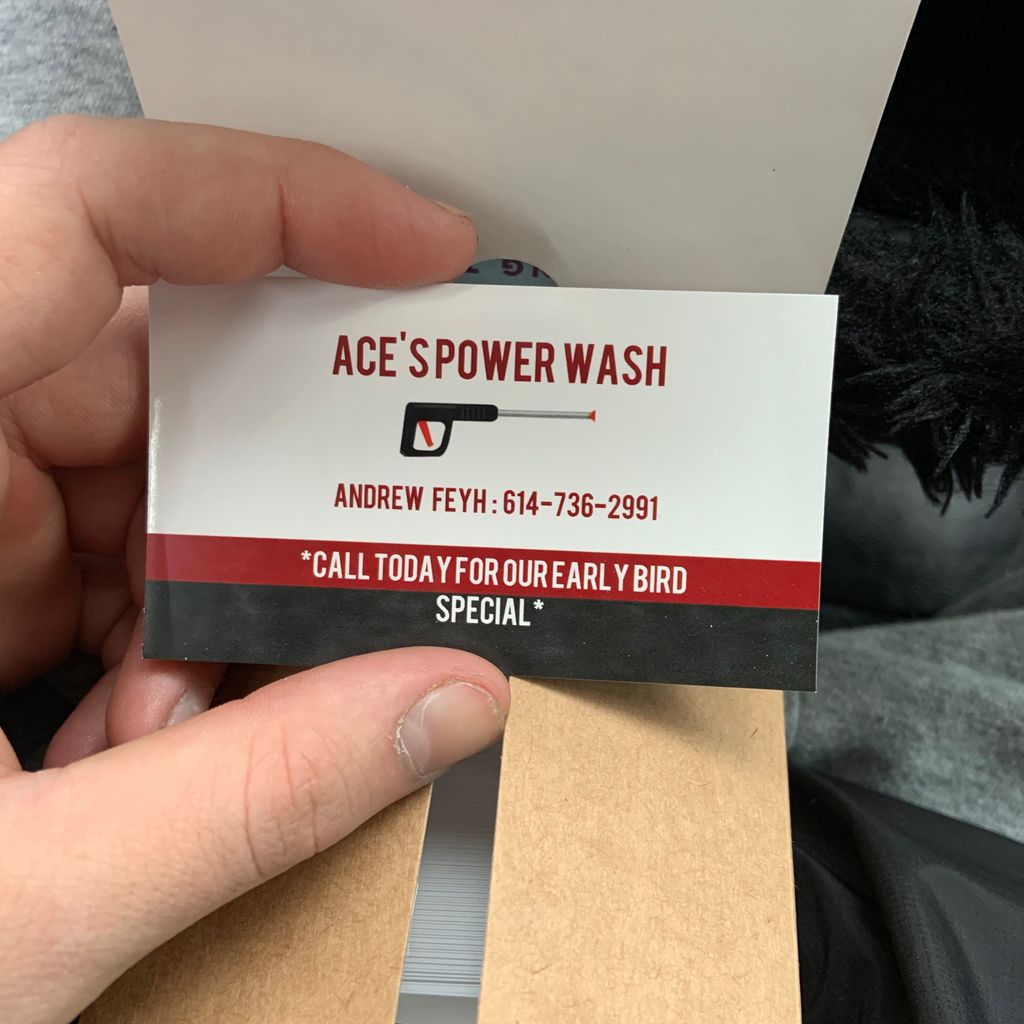 ACE'S POWER WASH
ANDREW FEYH: 614-736-2991
*CALL TODAY FOR OUR EARLY BIRD
SPECIAL*